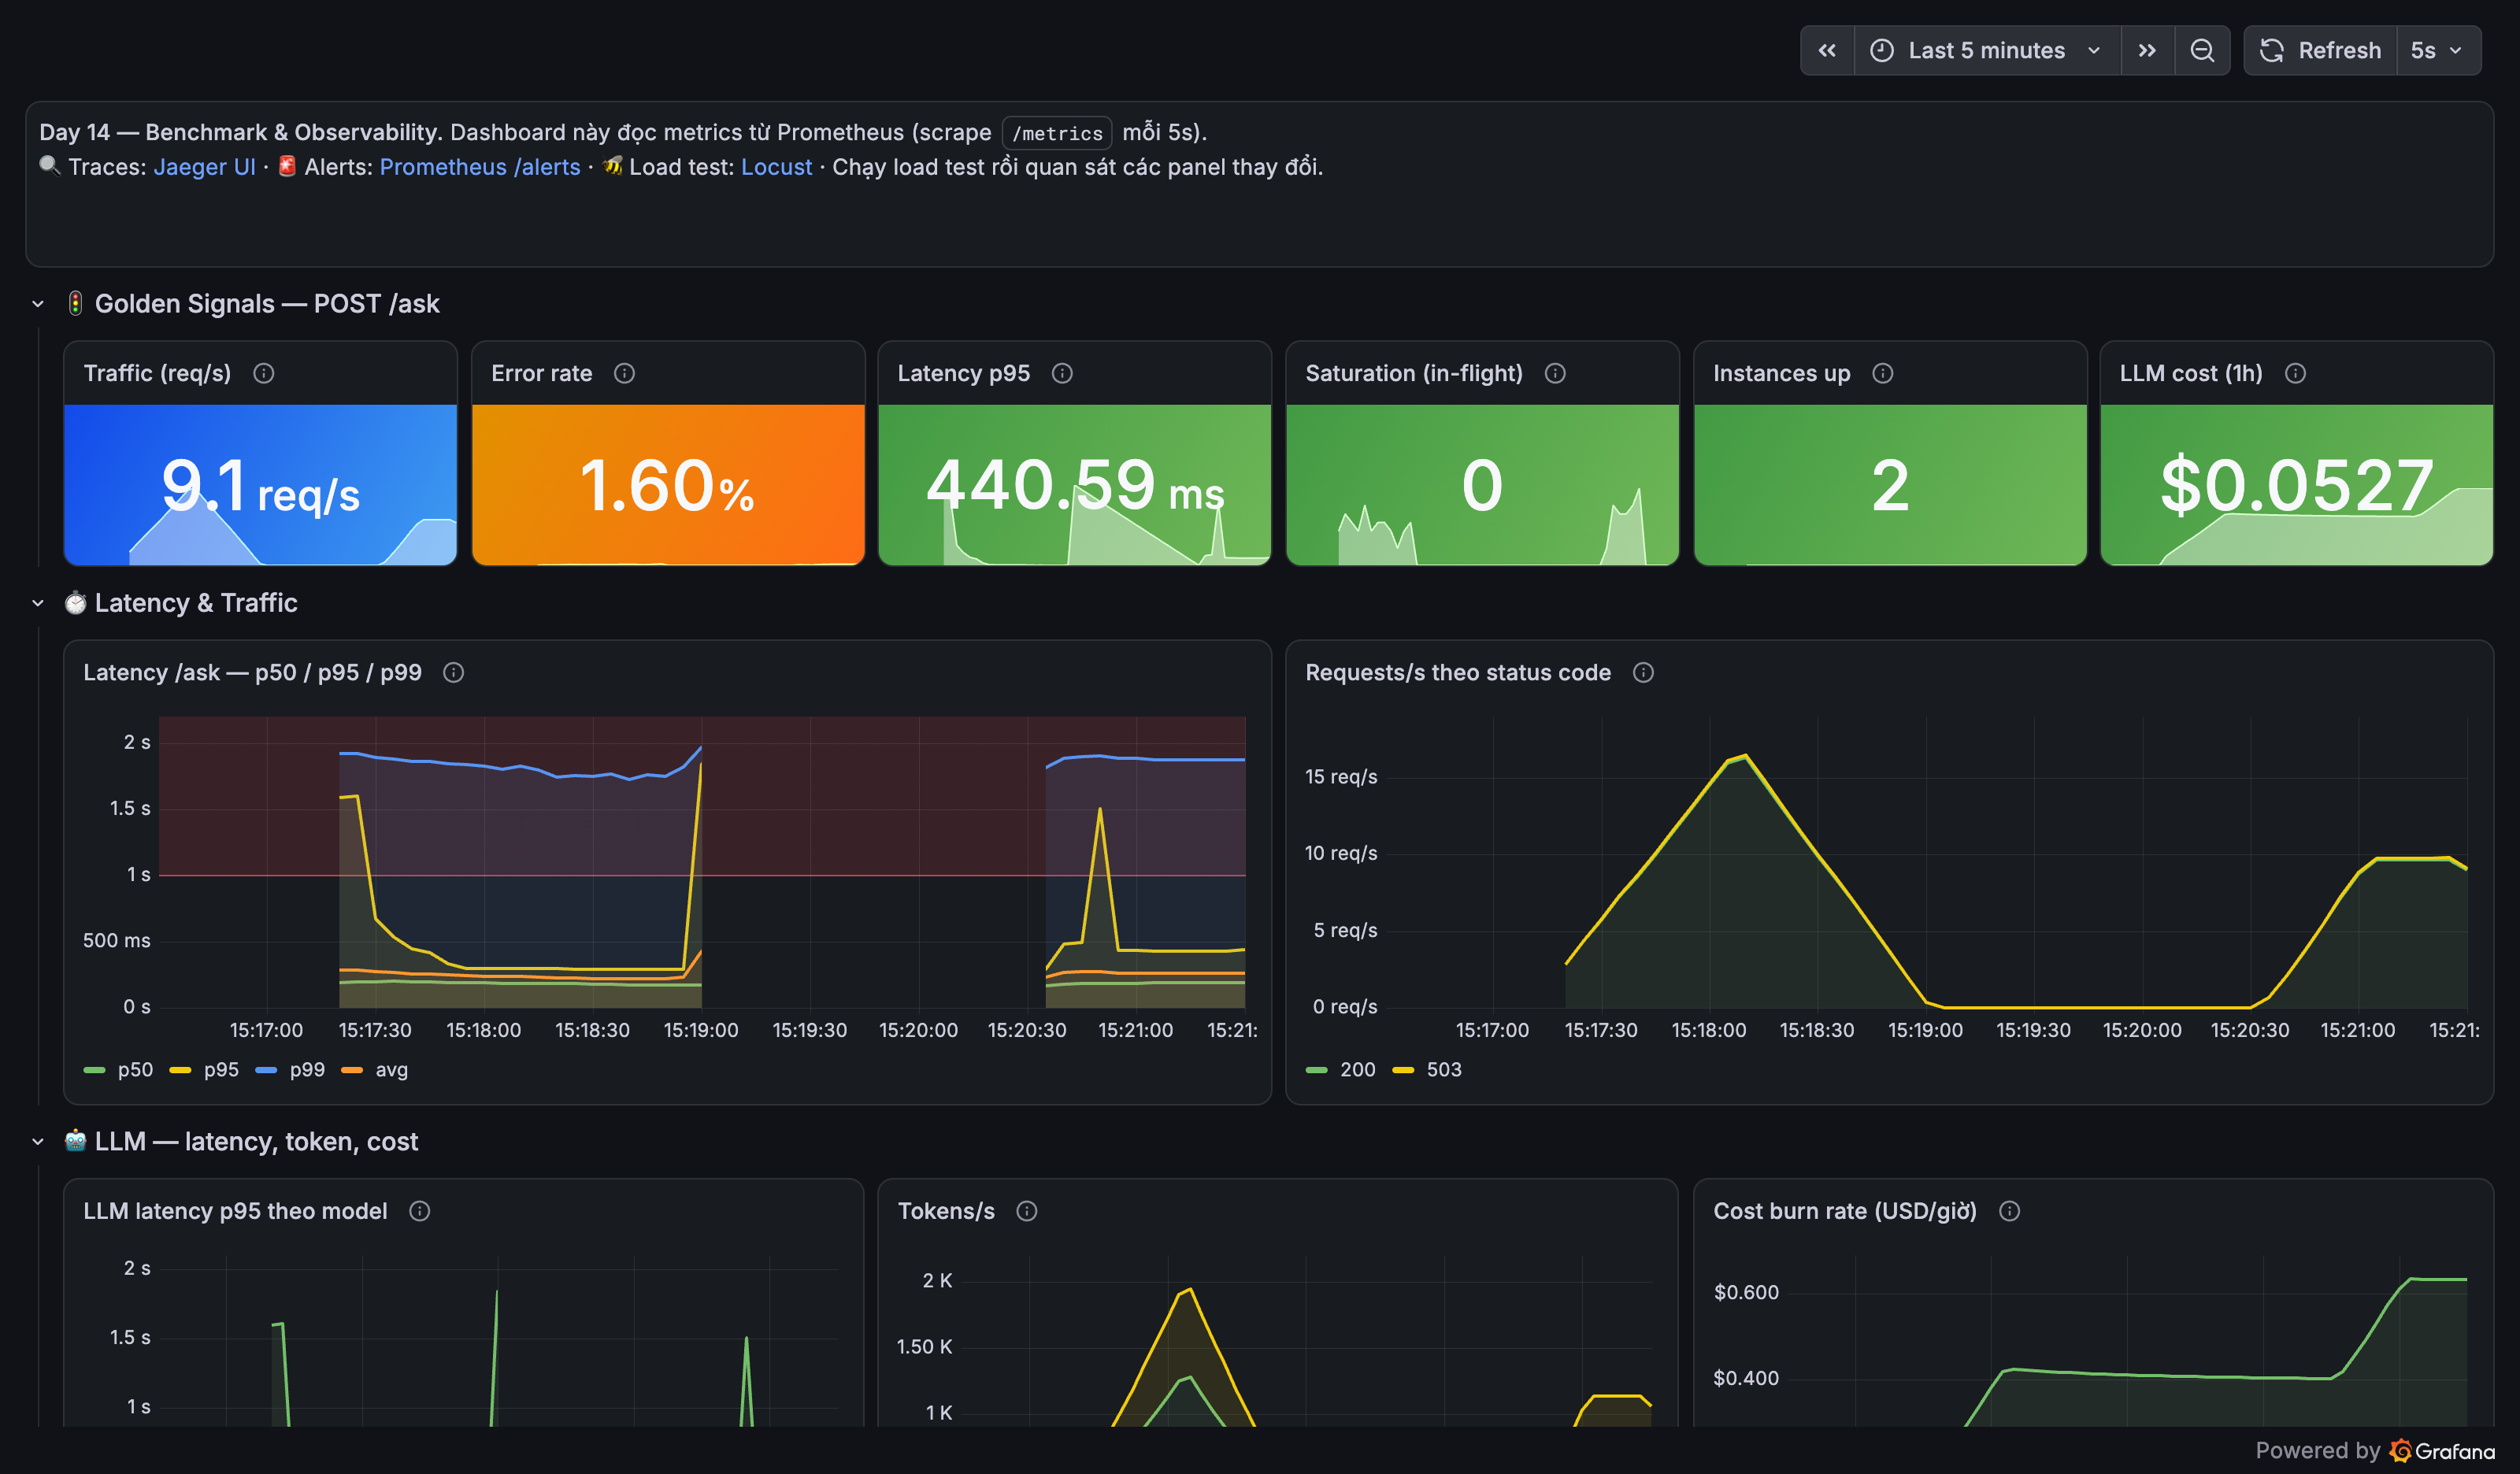 Last 5 minutes
Refresh
5s
Day 14 — Benchmark & Observability. Dashboard này đọc metrics từ Prometheus (scrape /metrics mỗi 5s).
🔍 Traces: Jaeger UI · 🚨 Alerts: Prometheus /alerts · 🐝 Load test: Locust · Chạy load test rồi quan sát các panel thay đổi.
🚦 Golden Signals — POST /ask
Traffic (req/s)
9.1 req/s
Error rate
1.60%
Latency p95
440.59 ms
Saturation (in-flight)
0
Instances up
2
LLM cost (1h)
$0.0527
⏱️ Latency & Traffic
Latency /ask — p50 / p95 / p99
2 s
1.5 s
1 s
500 ms
0 s
15:17:00 15:17:30 15:18:00 15:18:30 15:19:00 15:19:30 15:20:00 15:20:30 15:21:00 15:21:
p50 p95 p99 avg
Requests/s theo status code
15 req/s
10 req/s
5 req/s
0 req/s
15:17:00 15:17:30 15:18:00 15:18:30 15:19:00 15:19:30 15:20:00 15:20:30 15:21:00 15:21:
200 503
🤖 LLM — latency, token, cost
LLM latency p95 theo model
2 s
1.5 s
1 s
Tokens/s
2 K
1.50 K
1 K
Cost burn rate (USD/giờ)
$0.600
$0.400
Powered by Grafana